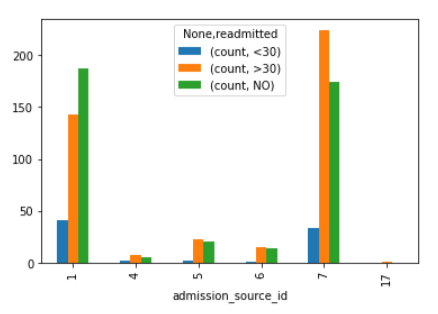 None,readmitted
(count, <30)
(count, >30)
(count, NO)
200
150
100
50
0
1
4
5
6
7
17
admission_source_id